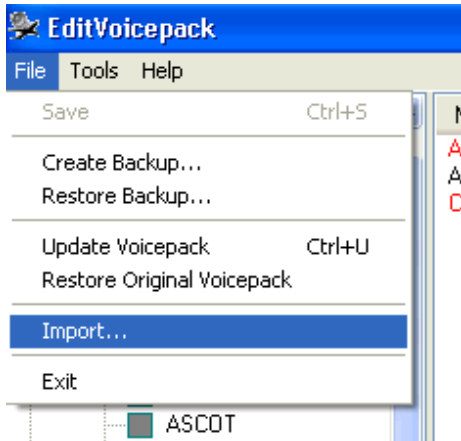 EditVoicepack
File Tools Help
Save Ctrl+S
Create Backup...
Restore Backup...
Update Voicepack Ctrl+U
Restore Original Voicepack
Import...
Exit
ASCOT